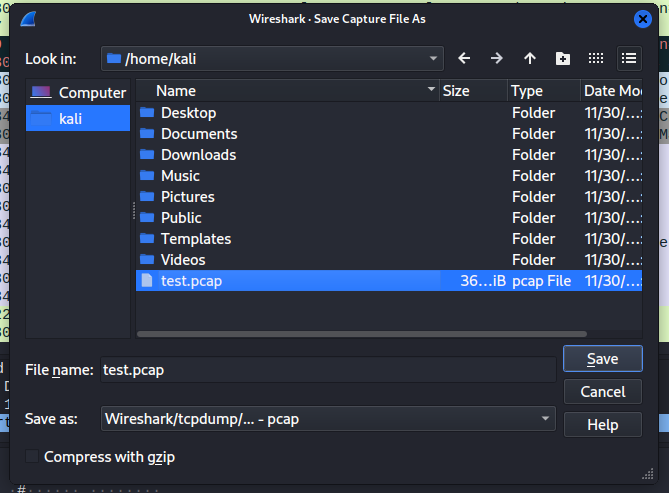 Wireshark · Save Capture File As
Look in: /home/kali
Computer
kali
Name Size Type Date Mo
Desktop Folder 11/30/...
Documents Folder 11/30/...
Downloads Folder 11/30/...
Music Folder 11/30/...
Pictures Folder 11/30/...
Public Folder 11/30/...
Templates Folder 11/30/...
Videos Folder 11/30/...
test.pcap 36...iB pcap File 11/30/...
File name: test.pcap
Save
Cancel
Save as: Wireshark/tcpdump/... - pcap
Help
Compress with gzip